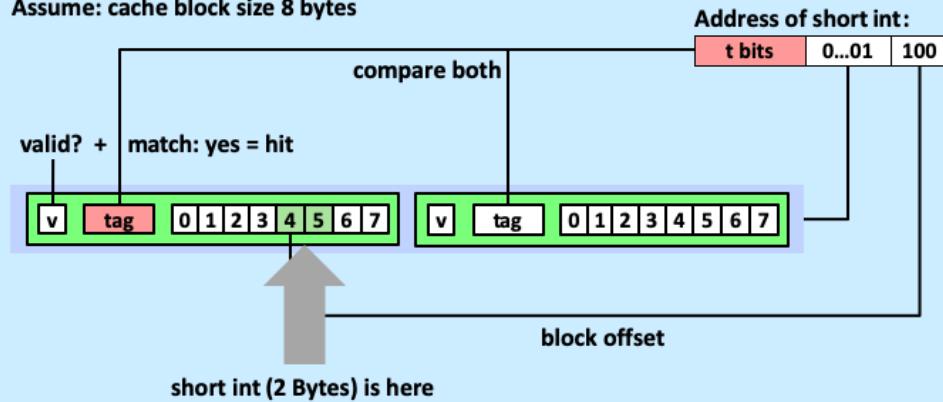 Assume: cache block size 8 bytes
Address of short int:
t bits 0...01 100
compare both
valid? + match: yes = hit
v tag 0 1 2 3 4 5 6 7 v tag 0 1 2 3 4 5 6 7
block offset
short int (2 Bytes) is here